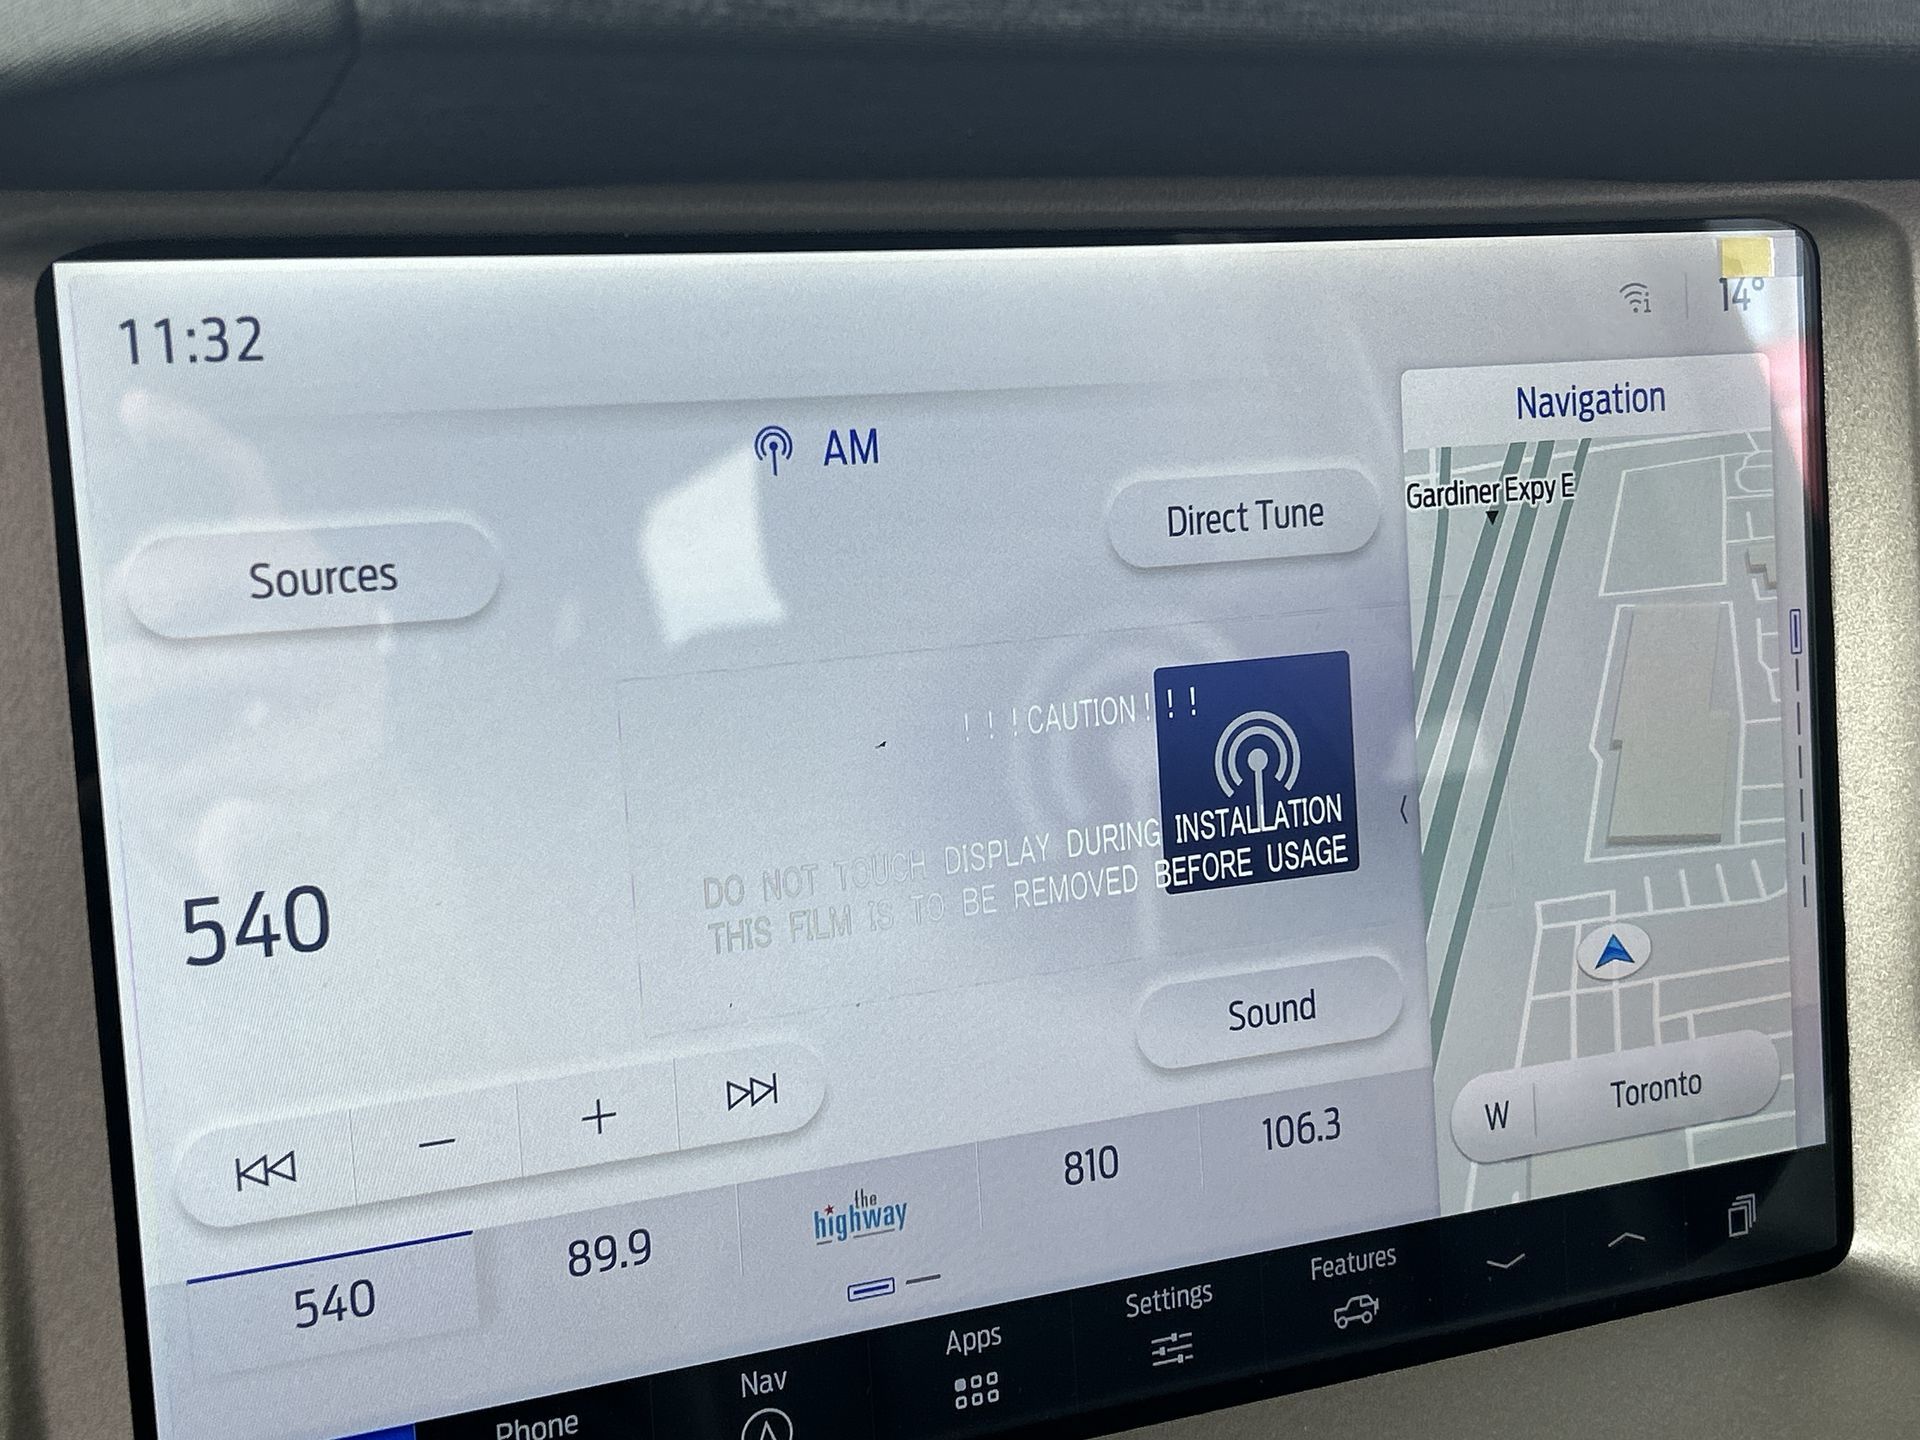 11:32
14°
AM
Navigation
Direct Tune
Gardiner Expy E
Sources
! ! ! CAUTION ! ! !
DO NOT TOUCH DISPLAY DURING INSTALLATION
THIS FILM IS TO BE REMOVED BEFORE USAGE
540
Sound
W
Toronto
540
89.9
the
highway
810
106.3
Phone
Nav
Apps
Settings
Features